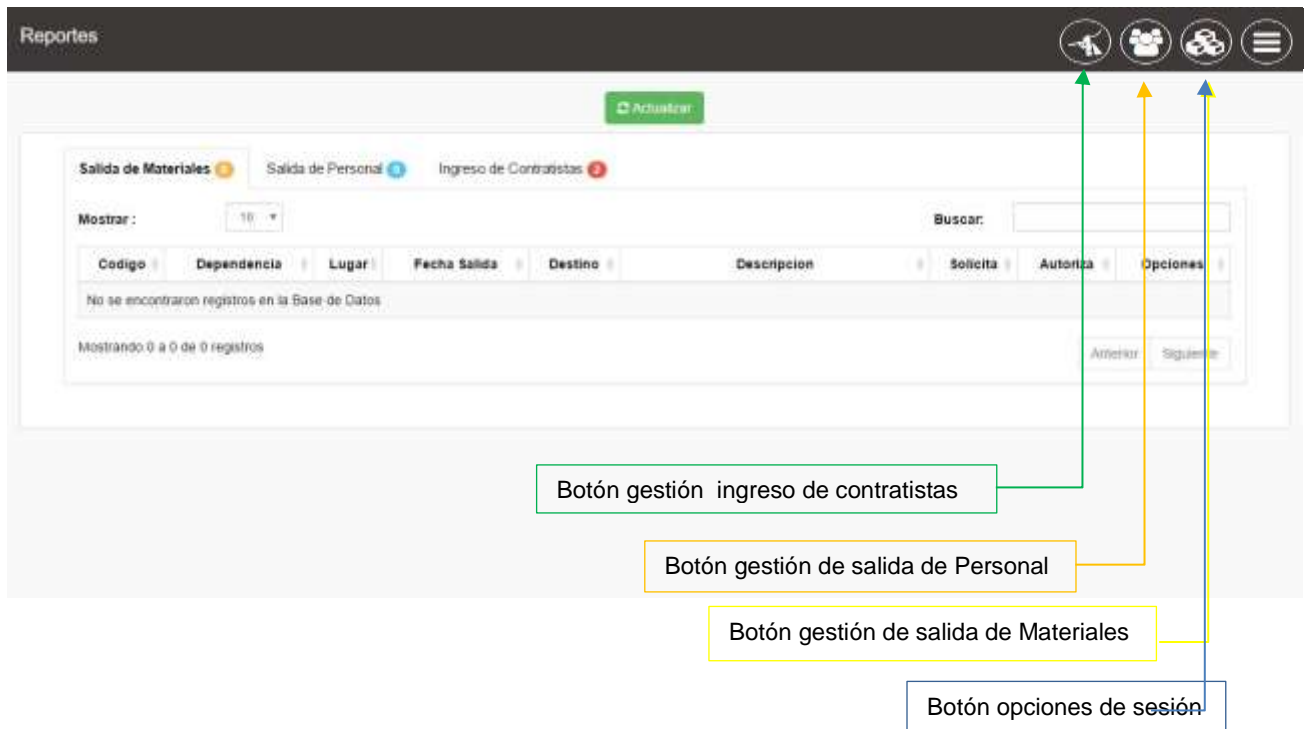 Reportes
Actualizar
Salida de Materiales
Salida de Personal
Ingreso de Contratistas
Mostrar :
10
Buscar:
Codigo Dependencia Lugar Fecha Salida Destino Descripcion Solicita Autoriza Opciones
No se encontraron registros en la Base de Datos
Mostrando 0 a 0 de 0 registros
Anterior Siguiente
Botón gestión ingreso de contratistas
Botón gestión de salida de Personal
Botón gestión de salida de Materiales
Botón opciones de sesión